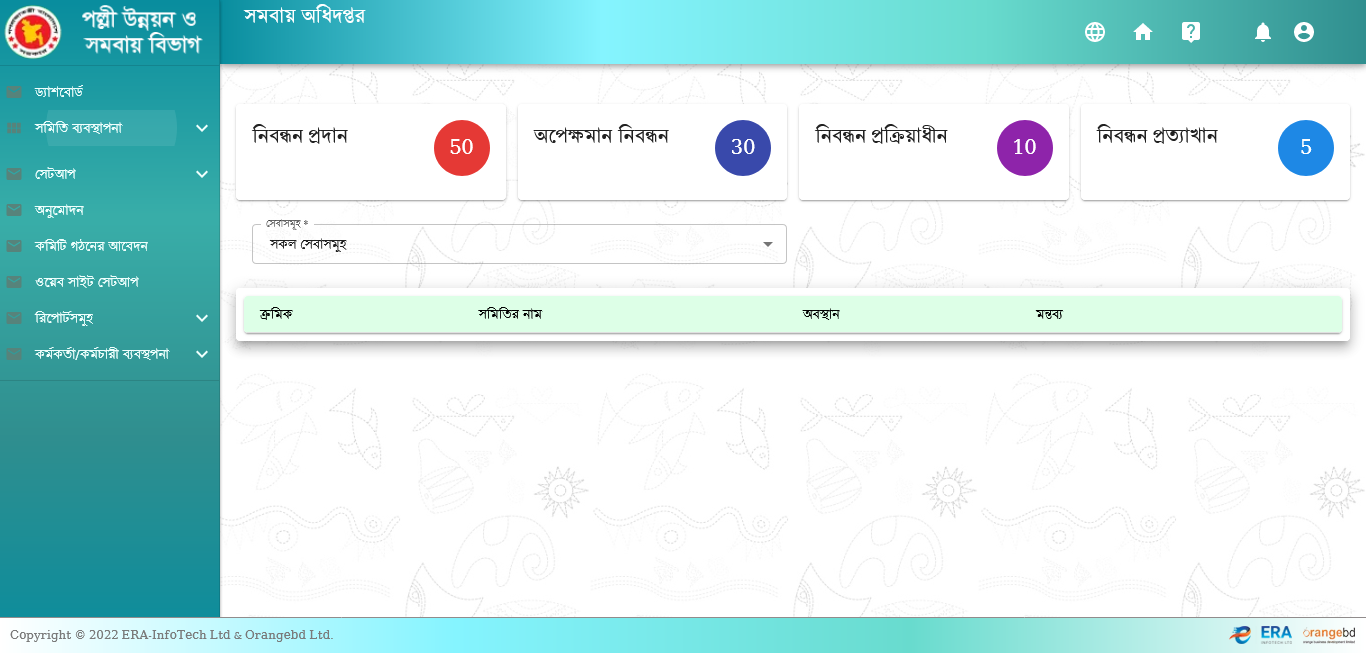 পল্লী উন্নয়ন ও
সমবায় বিভাগ
সমবায় অধিদপ্তর
ড্যাশবোর্ড
সমিতি ব্যবস্থাপনা
সেটআপ
অনুমোদন
কমিটি গঠনের আবেদন
ওয়েব সাইট সেটআপ
রিপোর্টসমূহ
কর্মকর্তা/কর্মচারী ব্যবস্থপনা
নিবন্ধন প্রদান
50
অপেক্ষমান নিবন্ধন
30
নিবন্ধন প্রক্রিয়াধীন
10
নিবন্ধন প্রত্যাখান
5
সেবাসমূহ *
সকল সেবাসমূহ
ক্রমিক সমিতির নাম অবস্থান মন্তব্য
Copyright © 2022 ERA-InfoTech Ltd & Orangebd Ltd.
ERA
orangebd